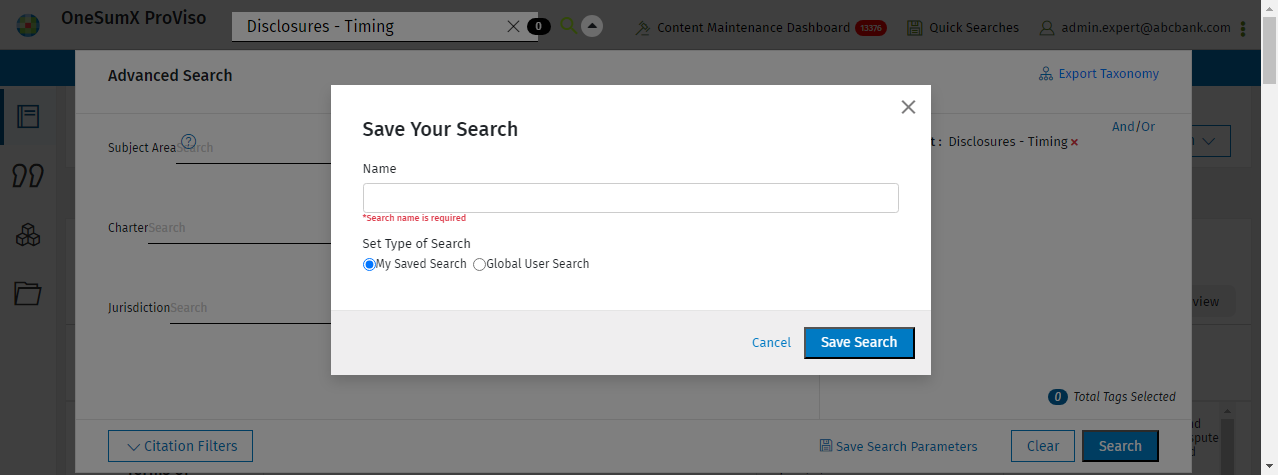 OneSumX ProViso
Disclosures - Timing
0
Content Maintenance Dashboard 13376
Quick Searches
admin.expert@abcbank.com
Advanced Search
Export Taxonomy
Subject Area
?
Search
And/Or
t: Disclosures - Timing
Charter
Search
Jurisdiction
Search
view
Save Your Search
Name
*Search name is required
Set Type of Search
My Saved Search
Global User Search
Cancel
Save Search
0 Total Tags Selected
Citation Filters
Save Search Parameters
Clear
Search